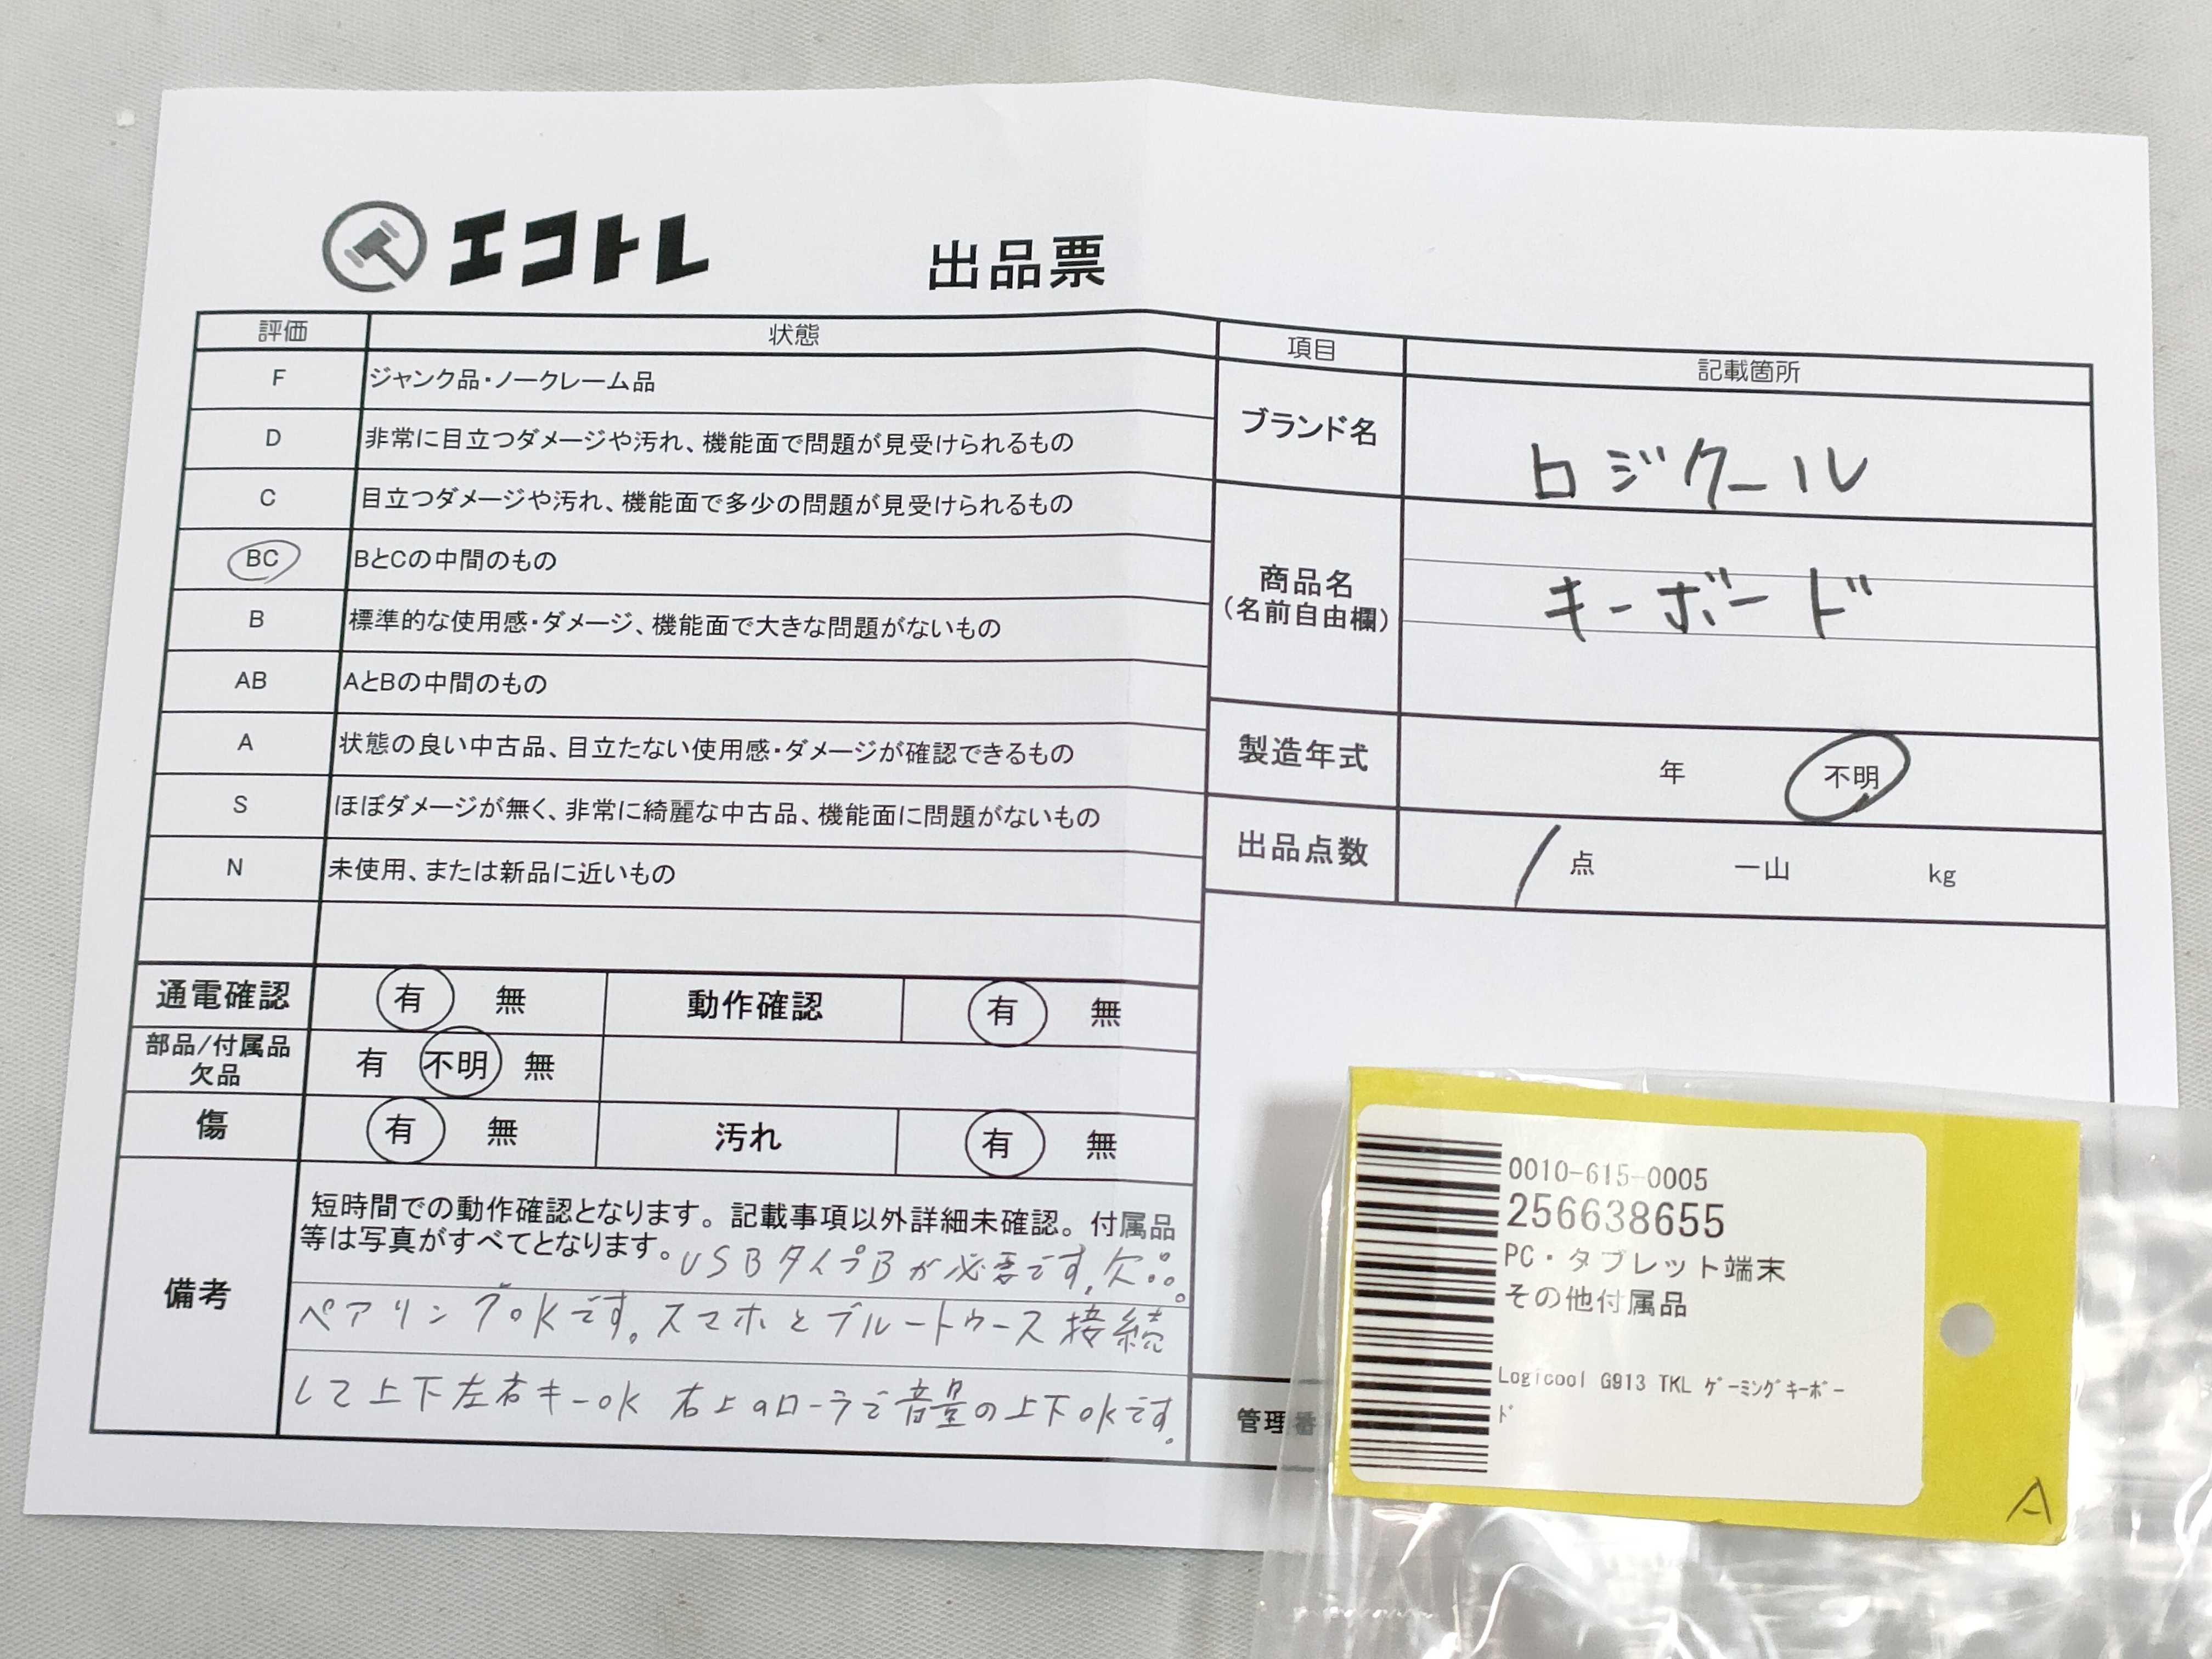 エコトレ 出品票
評価 状態
F ジャンク品・ノークレーム品
D 非常に目立つダメージや汚れ、機能面で問題が見受けられるもの
C 目立つダメージや汚れ、機能面で多少の問題が見受けられるもの
BC BとCの中間のもの
B 標準的な使用感・ダメージ、機能面で大きな問題がないもの
AB AとBの中間のもの
A 状態の良い中古品、目立たない使用感・ダメージが確認できるもの
S ほぼダメージが無く、非常に綺麗な中古品、機能面に問題がないもの
N 未使用、または新品に近いもの
通電確認 有 無 動作確認 有 無
部品/付属品
欠品 有 不明 無
傷 有 無 汚れ 有 無
備考
短時間での動作確認となります。記載事項以外詳細未確認。付属品
等は写真がすべてとなります。USBタイプBが必要です,欠品。
ペアリングOKです。スマホとブルートゥース接続
して上下左右キーOK 右上のローラで音量の上下OKです。
項目 記載箇所
ブランド名 ロジクール
商品名
(名前自由欄) キーボード
製造年式 年 不明
出品点数 1 点 一山 kg
管理番
0010-615-0005
256638655
PC・タブレット端末
その他付属品
Logicool G913 TKL ゲーミングキーボー
ド
A